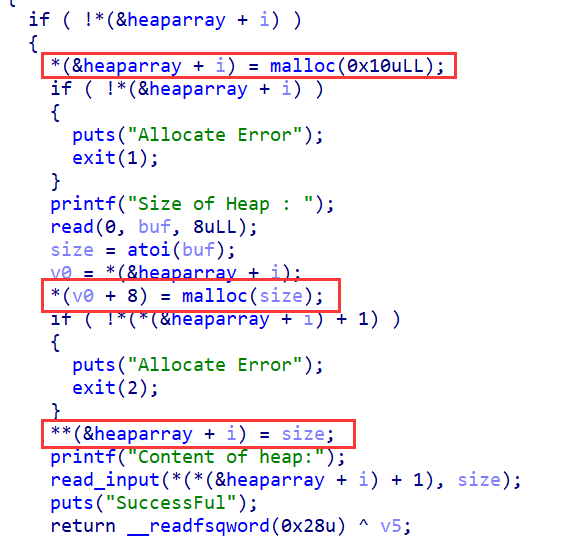 {
if ( !*(&heaparray + i) )
{
*(&heaparray + i) = malloc(0x10uLL);
if ( !*(&heaparray + i) )
{
puts("Allocate Error");
exit(1);
}
printf("Size of Heap : ");
read(0, buf, 8uLL);
size = atoi(buf);
v0 = *(&heaparray + i);
*(v0 + 8) = malloc(size);
if ( !*(*(&heaparray + i) + 1) )
{
puts("Allocate Error");
exit(2);
}
**(&heaparray + i) = size;
printf("Content of heap:");
read_input(*(*(&heaparray + i) + 1), size);
puts("SuccessFul");
return __readfsqword(0x28u) ^ v5;